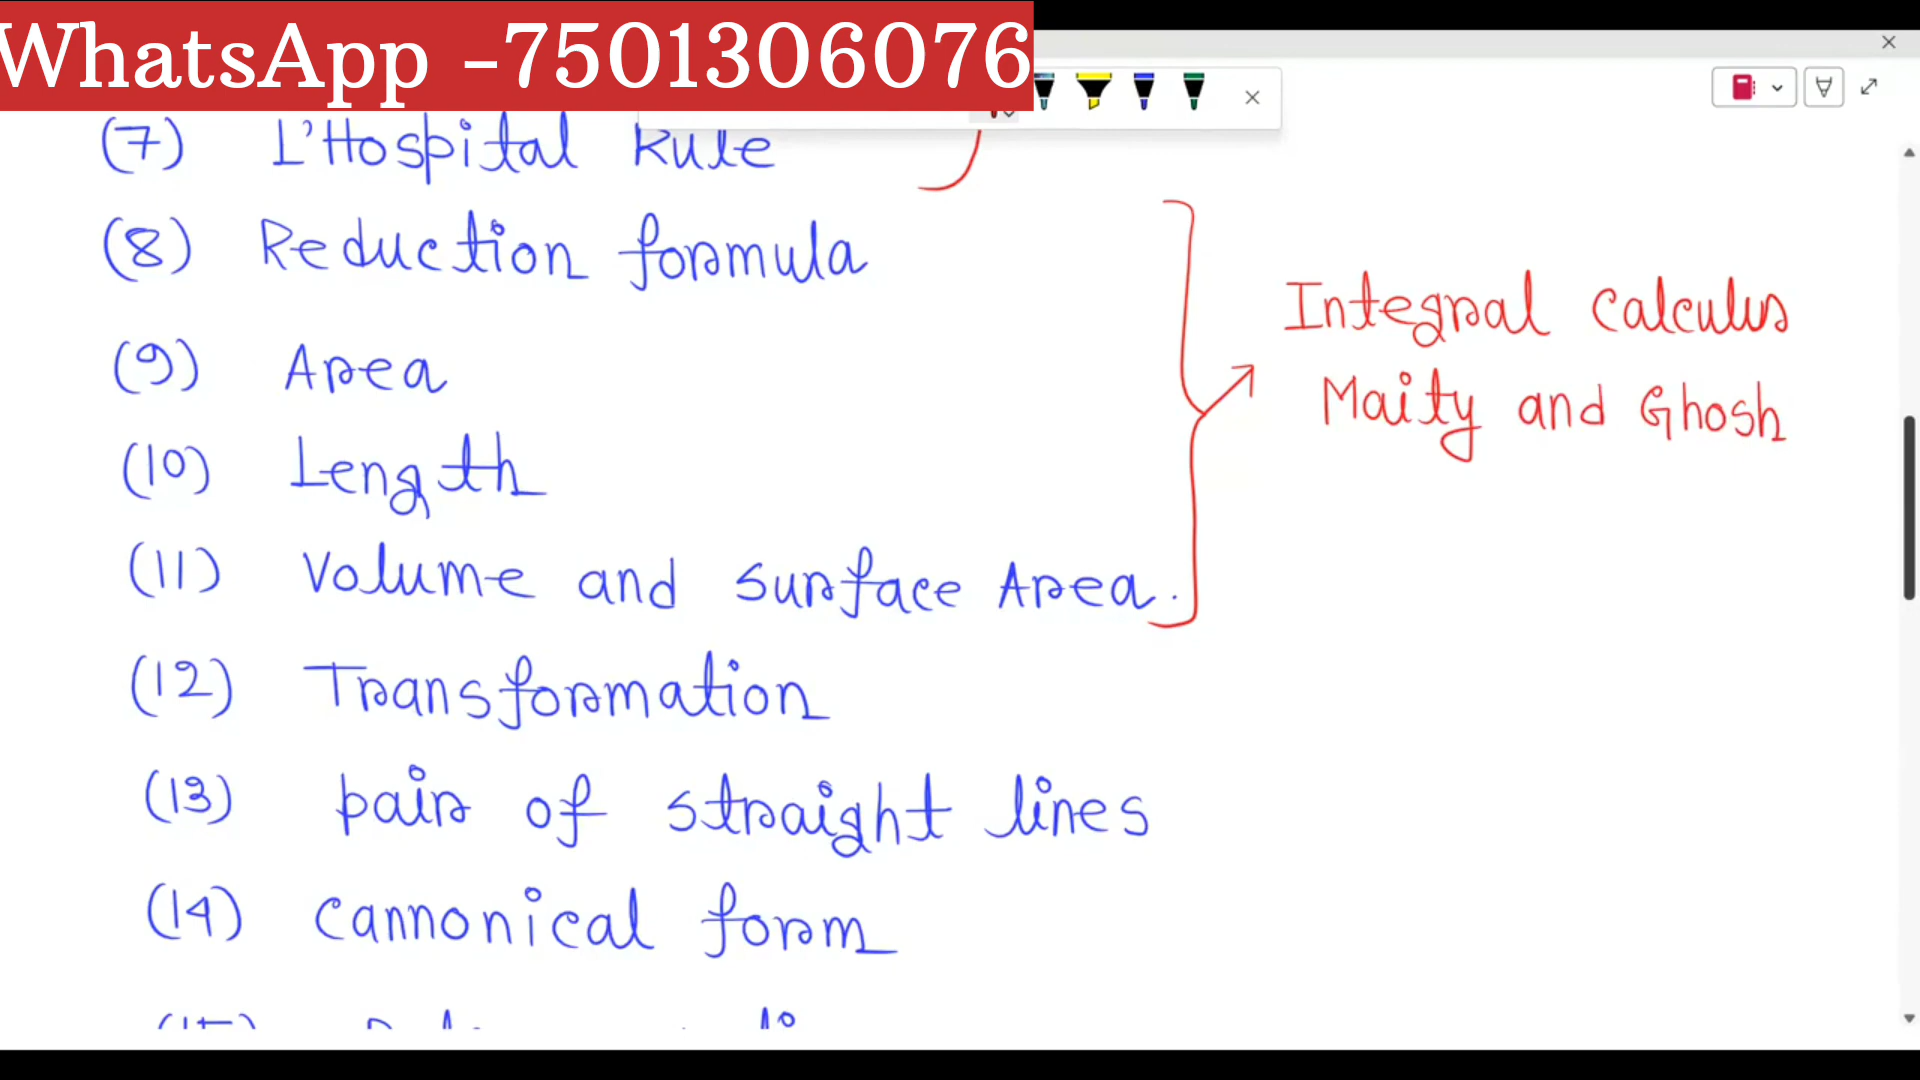 WhatsApp -7501306076
(7) L'Hospital Rule
(8) Reduction formula
Integral calculus
Maity and Ghosh
(9) Area
(10) Length
(11) Volume and surface Area.
(12) Transformation
(13) pair of straight lines
(14) cannonical form